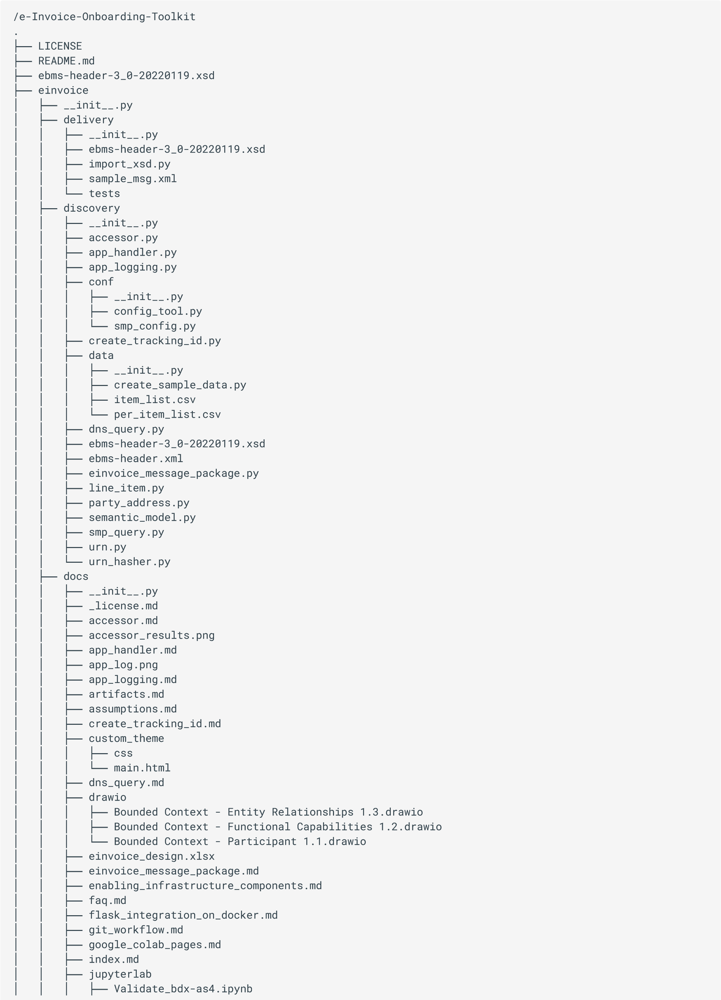 /e-Invoice-Onboarding-Toolkit
.
├── LICENSE
├── README.md
├── ebms-header-3_0-20220119.xsd
├── einvoice
│   ├── __init__.py
│   ├── delivery
│   │   ├── __init__.py
│   │   ├── ebms-header-3_0-20220119.xsd
│   │   ├── import_xsd.py
│   │   ├── sample_msg.xml
│   │   └── tests
│   ├── discovery
│   │   ├── __init__.py
│   │   ├── accessor.py
│   │   ├── app_handler.py
│   │   ├── app_logging.py
│   │   ├── conf
│   │   │   ├── __init__.py
│   │   │   ├── config_tool.py
│   │   │   └── smp_config.py
│   │   ├── create_tracking_id.py
│   │   ├── data
│   │   │   ├── __init__.py
│   │   │   ├── create_sample_data.py
│   │   │   ├── item_list.csv
│   │   │   └── per_item_list.csv
│   │   ├── dns_query.py
│   │   ├── ebms-header-3_0-20220119.xsd
│   │   ├── ebms-header.xml
│   │   ├── einvoice_message_package.py
│   │   ├── line_item.py
│   │   ├── party_address.py
│   │   ├── semantic_model.py
│   │   ├── smp_query.py
│   │   ├── urn.py
│   │   └── urn_hasher.py
│   ├── docs
│   │   ├── __init__.py
│   │   ├── _license.md
│   │   ├── accessor.md
│   │   ├── accessor_results.png
│   │   ├── app_handler.md
│   │   ├── app_log.png
│   │   ├── app_logging.md
│   │   ├── artifacts.md
│   │   ├── assumptions.md
│   │   ├── create_tracking_id.md
│   │   ├── custom_theme
│   │   │   ├── css
│   │   │   └── main.html
│   │   ├── dns_query.md
│   │   ├── drawio
│   │   │   ├── Bounded Context - Entity Relationships 1.3.drawio
│   │   │   ├── Bounded Context - Functional Capabilities 1.2.drawio
│   │   │   └── Bounded Context - Participant 1.1.drawio
│   │   ├── einvoice_design.xlsx
│   │   ├── einvoice_message_package.md
│   │   ├── enabling_infrastructure_components.md
│   │   ├── faq.md
│   │   ├── flask_integration_on_docker.md
│   │   ├── git_workflow.md
│   │   ├── google_colab_pages.md
│   │   ├── index.md
│   │   ├── jupyterlab
│   │   │   ├── Validate_bdx-as4.ipynb